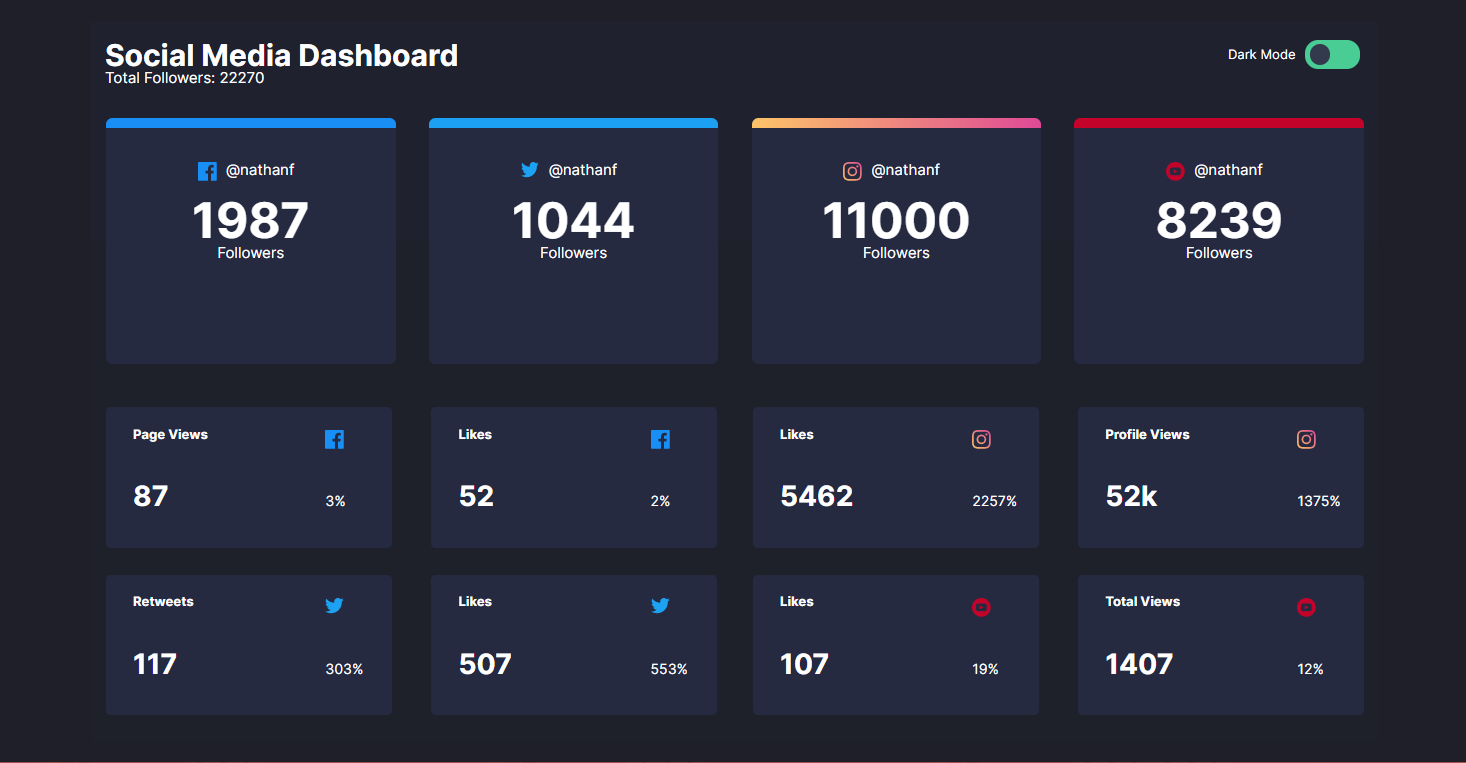 Social Media Dashboard
Total Followers: 22270
Dark Mode
@nathanf
1987
Followers
@nathanf
1044
Followers
@nathanf
11000
Followers
@nathanf
8239
Followers
Page Views
87
3%
Likes
52
2%
Likes
5462
2257%
Profile Views
52k
1375%
Retweets
117
303%
Likes
507
553%
Likes
107
19%
Total Views
1407
12%